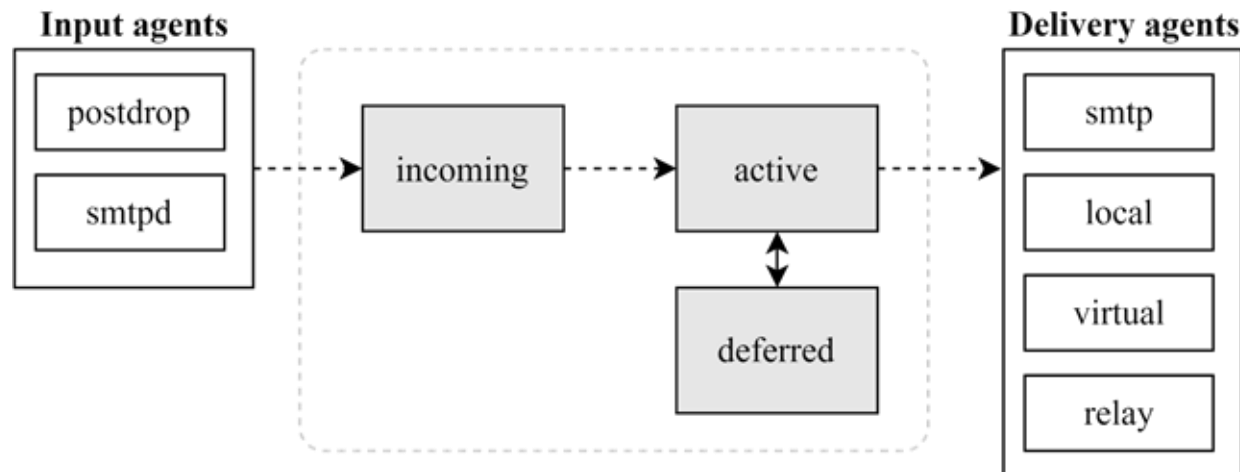 Input agents
postdrop
smtpd
incoming
active
deferred
Delivery agents
smtp
local
virtual
relay